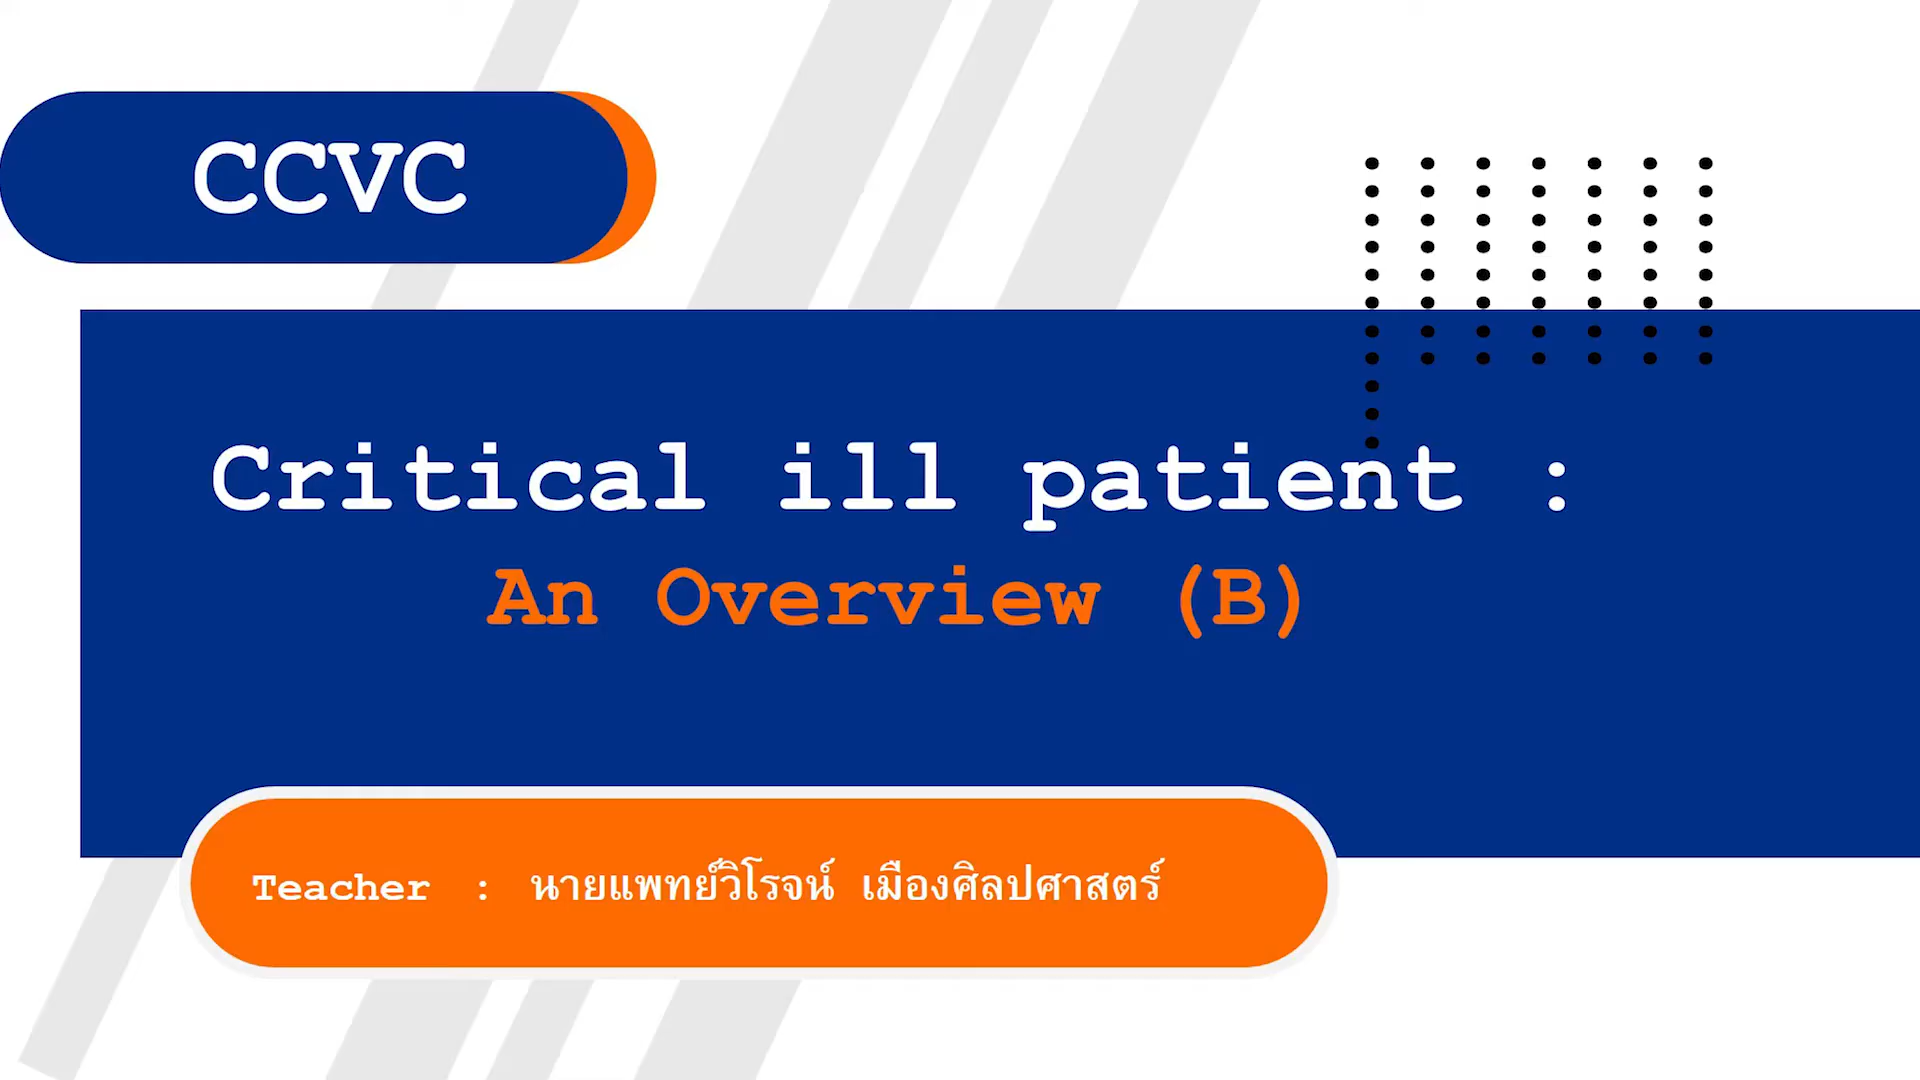 CCVC
Critical ill patient :
An Overview (B)
Teacher : นายแพทย์วิโรจน์ เมืองศิลปศาสตร์